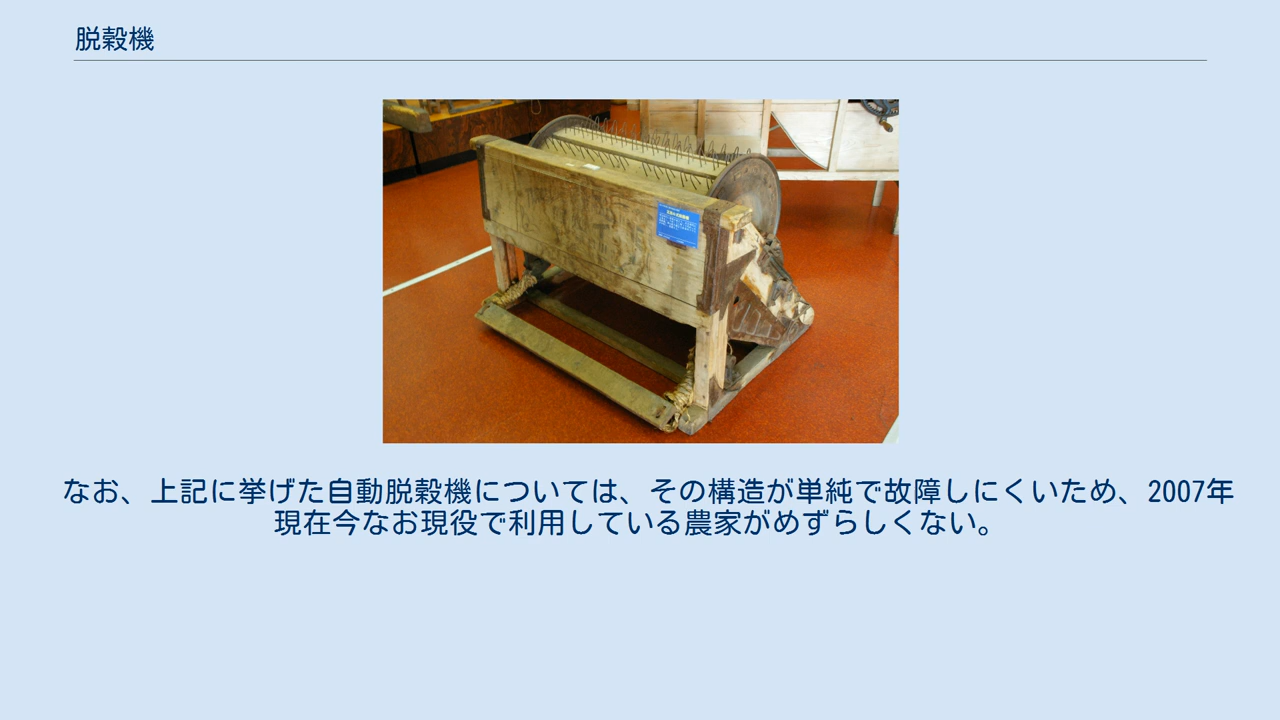 脱穀機
なお、上記に挙げた自動脱穀機については、その構造が単純で故障しにくいため、2007年
現在今なお現役で利用している農家がめずらしくない。